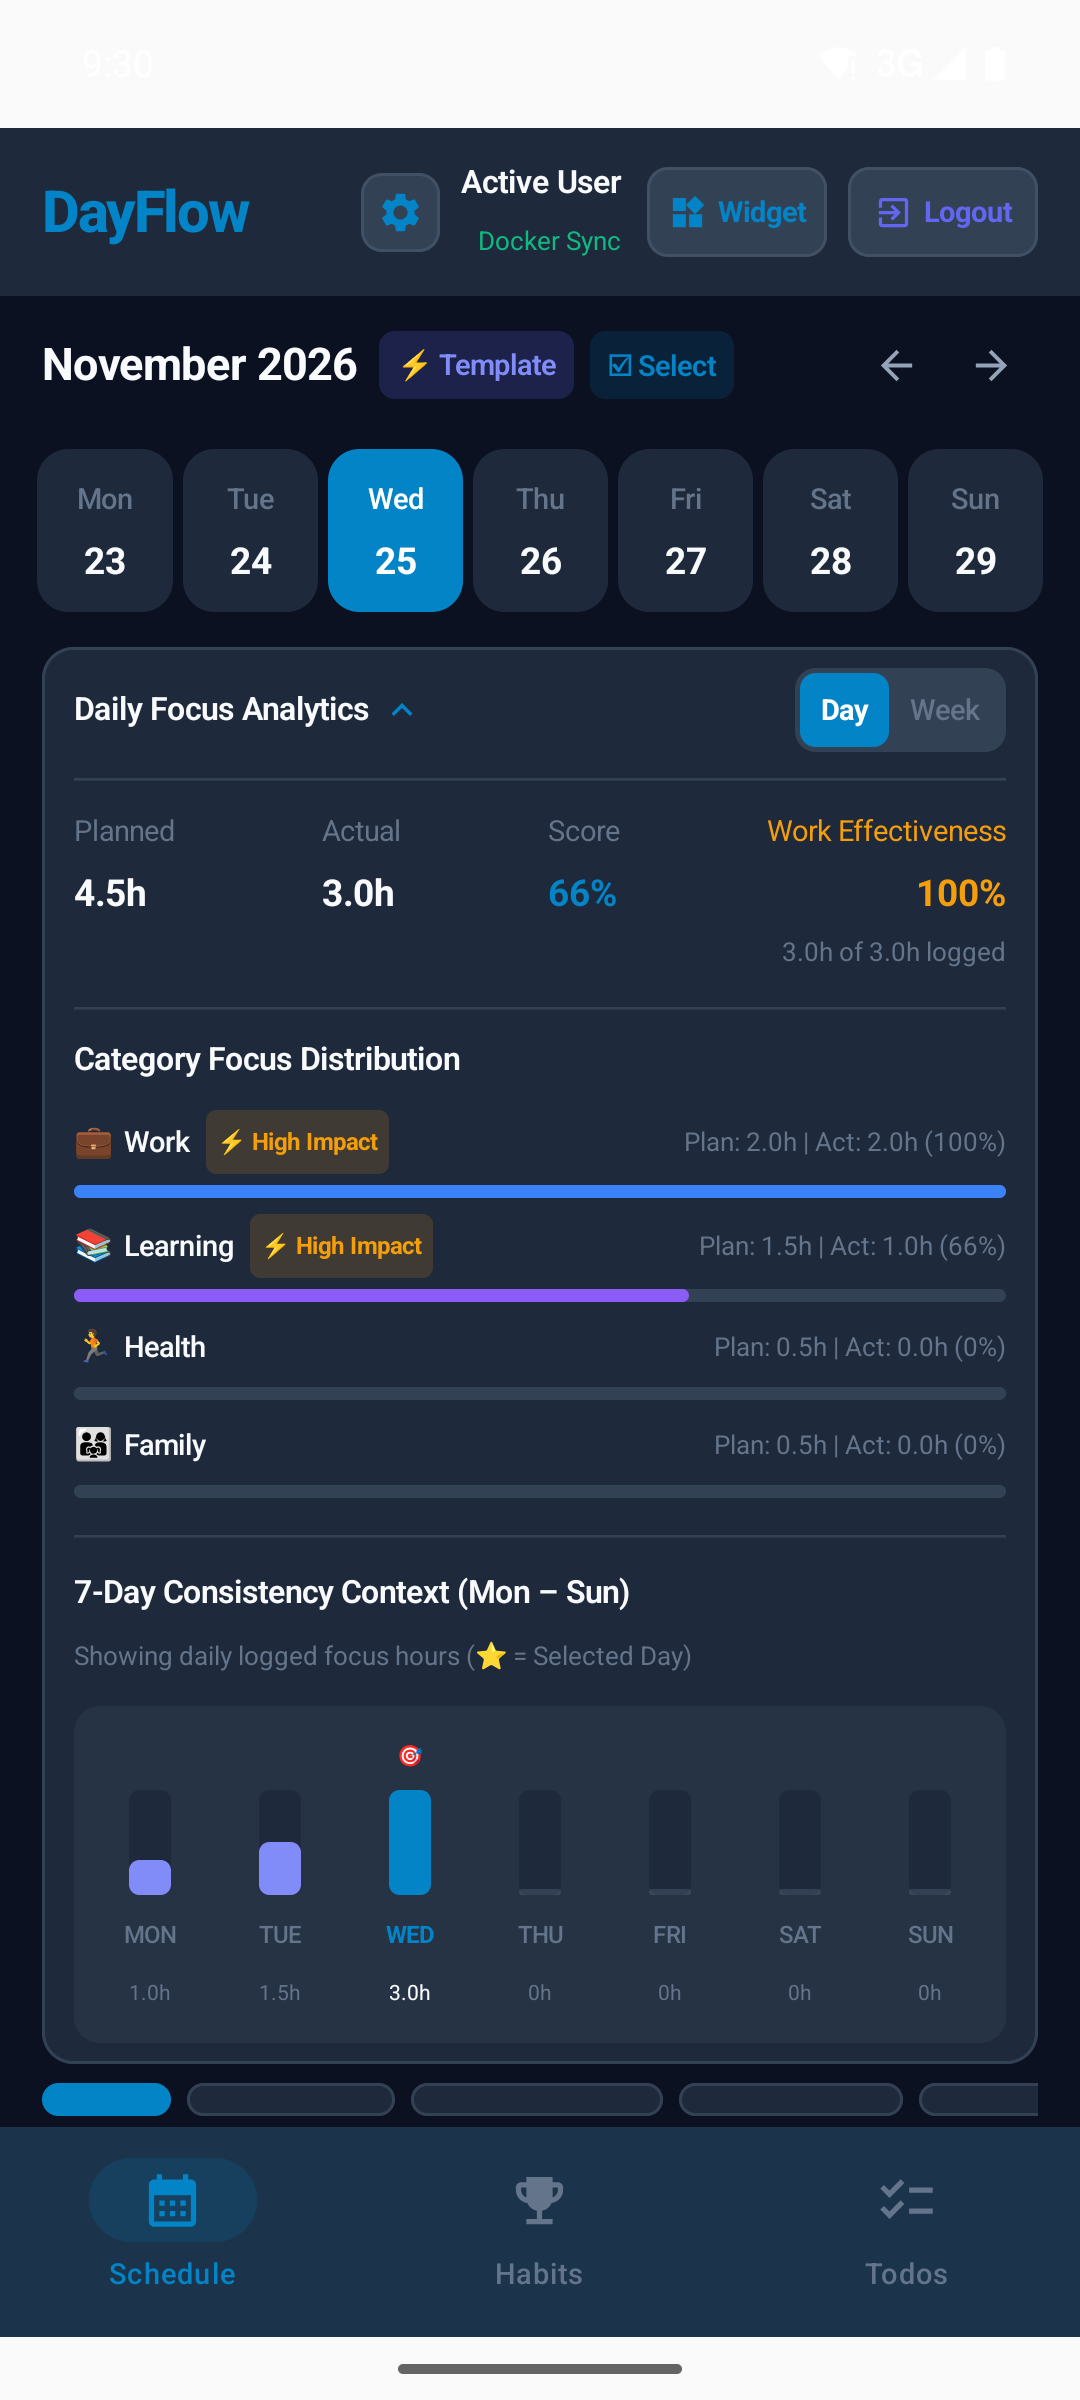 9:30
3G
DayFlow
Active User
Docker Sync
Widget
Logout
November 2026
⚡ Template
☑ Select
Mon
Tue
Wed
Thu
Fri
Sat
Sun
23
24
25
26
27
28
29
Daily Focus Analytics
Day
Week
Planned
Actual
Score
Work Effectiveness
4.5h
3.0h
66%
100%
3.0h of 3.0h logged
Category Focus Distribution
💼 Work
⚡ High Impact
Plan: 2.0h | Act: 2.0h (100%)
📚 Learning
⚡ High Impact
Plan: 1.5h | Act: 1.0h (66%)
🏃 Health
Plan: 0.5h | Act: 0.0h (0%)
👨‍👩‍👧 Family
Plan: 0.5h | Act: 0.0h (0%)
7-Day Consistency Context (Mon – Sun)
Showing daily logged focus hours (⭐ = Selected Day)
🎯
MON
TUE
WED
THU
FRI
SAT
SUN
1.0h
1.5h
3.0h
0h
0h
0h
0h
Schedule
Habits
Todos